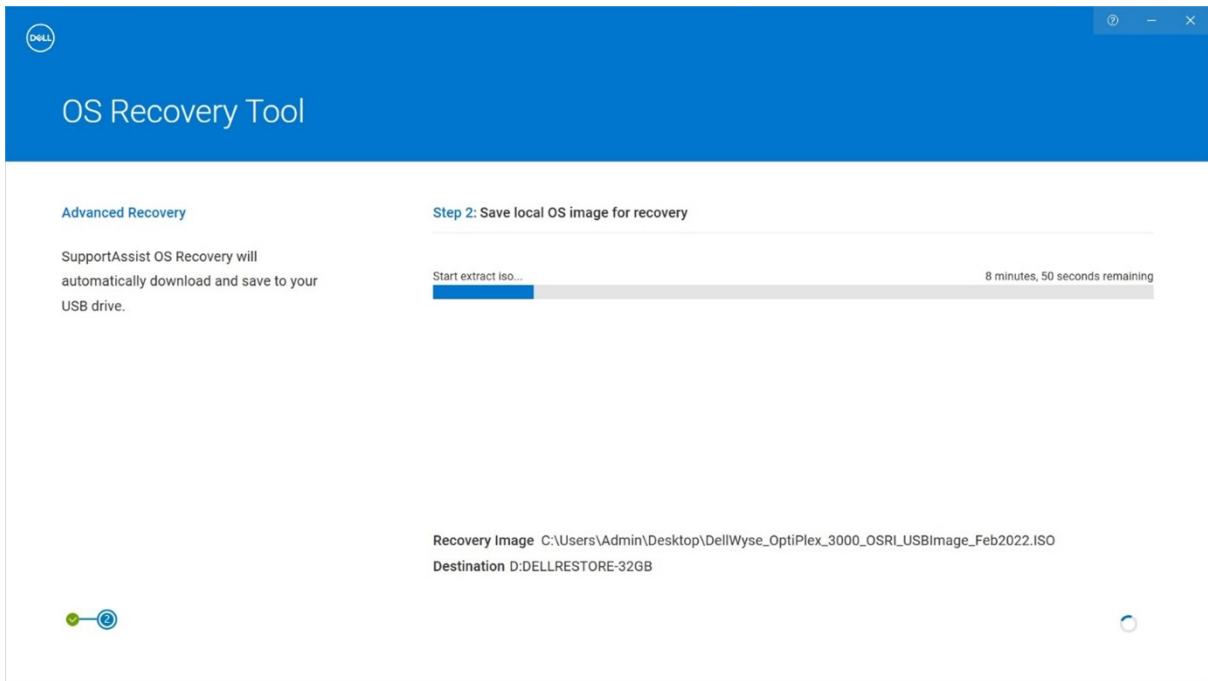 DELL
OS Recovery Tool
Advanced Recovery
SupportAssist OS Recovery will
automatically download and save to your
USB drive.
Step 2: Save local OS image for recovery
Start extract iso...
8 minutes, 50 seconds remaining
Recovery Image C:\Users\Admin\Desktop\DellWyse_OptiPlex_3000_OSRI_USBImage_Feb2022.ISO
Destination D:DELLRESTORE-32GB
2